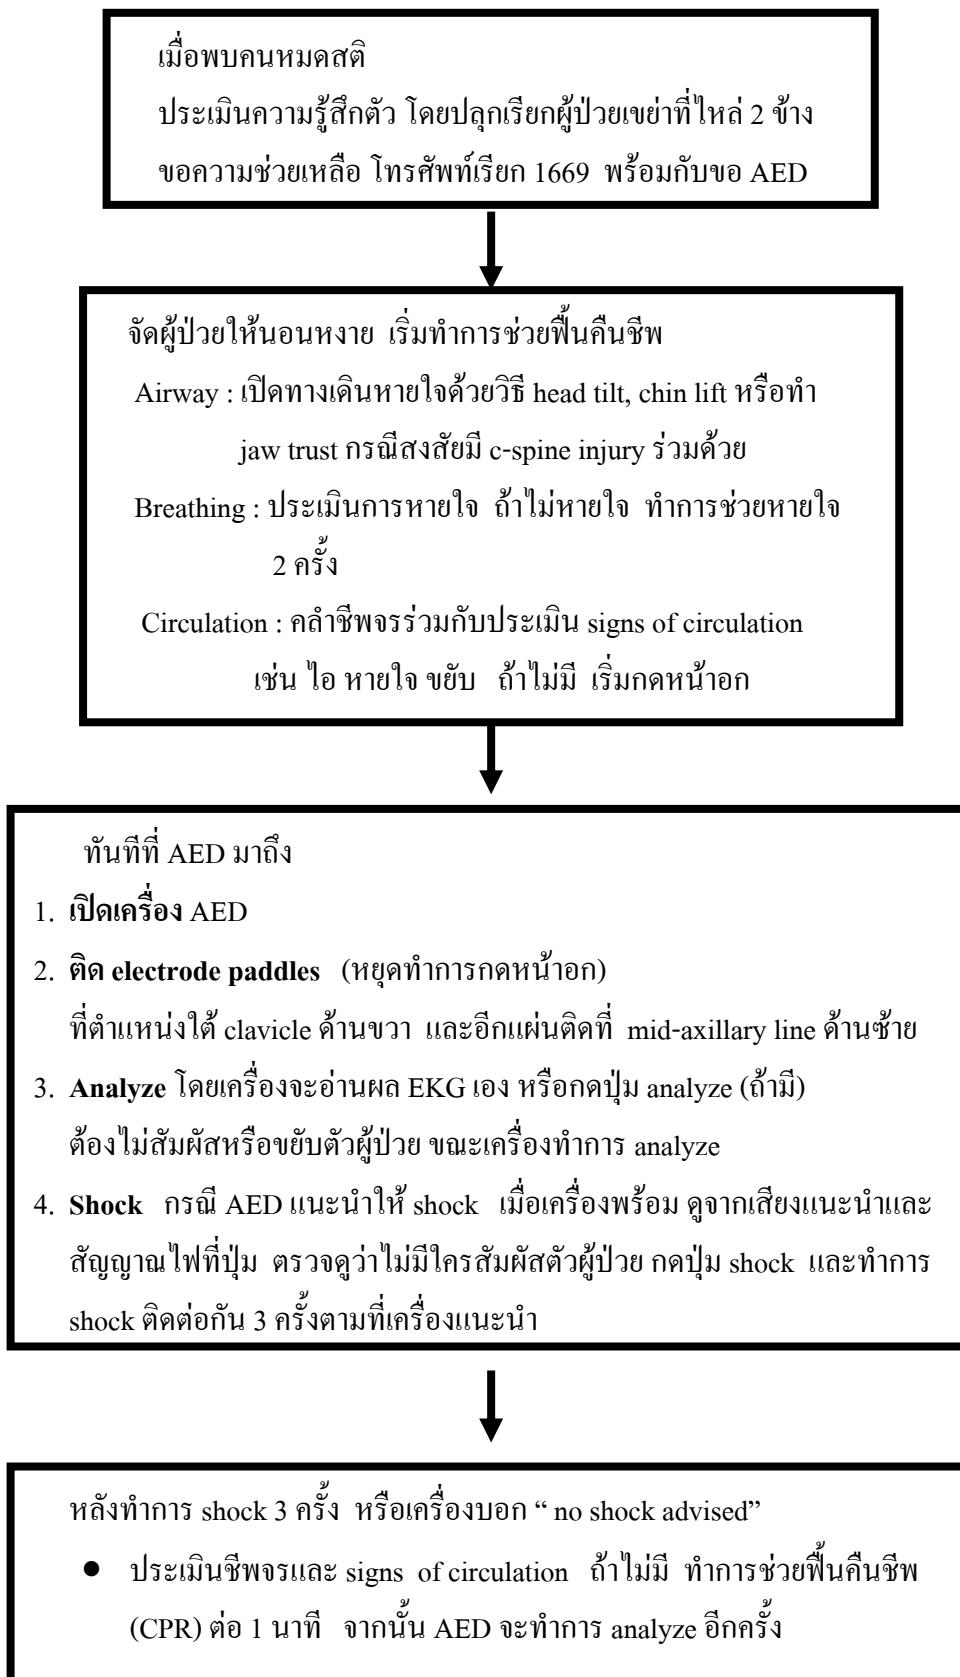 เมื่อพบคนหมดสติ
ประเมินความรู้สึกตัว โดยปลุกเรียกผู้ป่วยเขย่าที่ไหล่ 2 ข้าง
ขอความช่วยเหลือ โทรศัพท์เรียก 1669 พร้อมกับขอ AED
จัดผู้ป่วยให้นอนหงาย เริ่มทำการช่วยฟื้นคืนชีพ
Airway : เปิดทางเดินหายใจด้วยวิธี head tilt, chin lift หรือทำ
jaw trust กรณีสงสัยมี c-spine injury ร่วมด้วย
Breathing : ประเมินการหายใจ ถ้าไม่หายใจ ทำการช่วยหายใจ
2 ครั้ง
Circulation : คลำชีพจรร่วมกับประเมิน signs of circulation
เช่น ไอ หายใจ ขยับ ถ้าไม่มี เริ่มกดหน้าอก
ทันทีที่ AED มาถึง
1. เปิดเครื่อง AED
2. ติด electrode paddles (หยุดทำการกดหน้าอก)
ที่ตำแหน่งใต้ clavicle ด้านขวา และอีกแผ่นติดที่ mid-axillary line ด้านซ้าย
3. Analyze โดยเครื่องจะอ่านผล EKG เอง หรือกดปุ่ม analyze (ถ้ามี)
ต้องไม่สัมผัสหรือขยับตัวผู้ป่วย ขณะเครื่องทำการ analyze
4. Shock กรณี AED แนะนำให้ shock เมื่อเครื่องพร้อม ดูจากเสียงแนะนำและ
สัญญาณไฟที่ปุ่ม ตรวจดูว่าไม่มีใครสัมผัสตัวผู้ป่วย กดปุ่ม shock และทำการ
shock ติดต่อกัน 3 ครั้งตามที่เครื่องแนะนำ
หลังทำการ shock 3 ครั้ง หรือเครื่องบอก “ no shock advised”
● ประเมินชีพจรและ signs of circulation ถ้าไม่มี ทำการช่วยฟื้นคืนชีพ
(CPR) ต่อ 1 นาที จากนั้น AED จะทำการ analyze อีกครั้ง